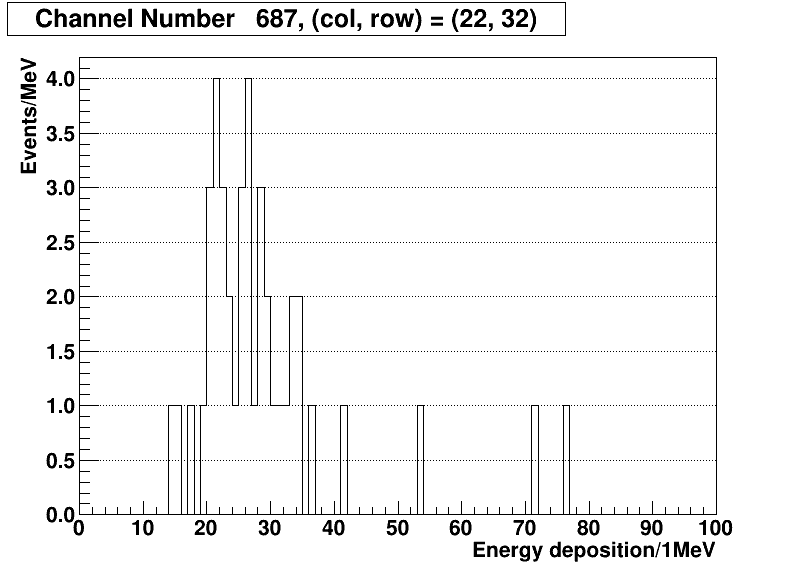 Channel Number 687, (col, row) = (22, 32)
Events/MeV
4.0
3.5
3.0
2.5
2.0
1.5
1.0
0.5
0.0
0 10 20 30 40 50 60 70 80 90 100
Energy deposition/1MeV